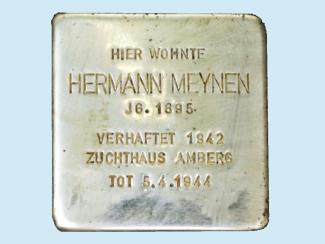 HIER WOHNTE
HERMANN MEYNEN
JG. 1895
VERHAFTET 1942
ZUCHTHAUS AMBERG
TOT 5.4.1944